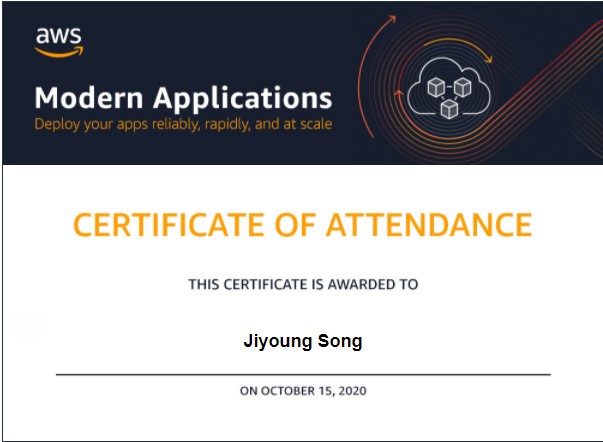 aws
Modern Applications
Deploy your apps reliably, rapidly, and at scale
CERTIFICATE OF ATTENDANCE
THIS CERTIFICATE IS AWARDED TO
Jiyoung Song
ON OCTOBER 15, 2020